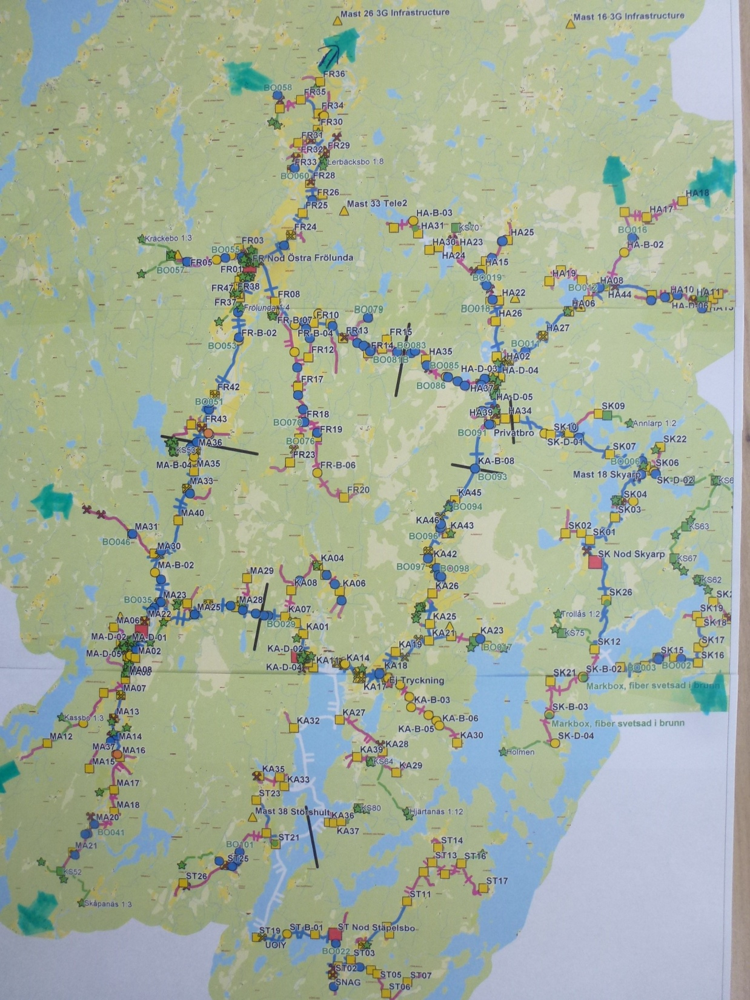 Mast 26 3G Infrastructure
Mast 16 3G Infrastructure
FR36
BO058
FR35
FR34
FR30
FR31
FR29
FR32
Lerbäcksbo 1:8
FR33
BO060
FR28
FR26
HA18
FR25
Mast 33 Tele2
HA17
HA-B-03
HA31
KS70
BO016
FR24
HA25
Kräckebo 1:3
FR03
HA30
HA23
HA-B-02
BO055
HA24
FR05
FR Nod Östra Frölunda
HA15
BO057
FR01
HA19
BO019
HA08
FR47
FR38
BO012
HA44
HA10
HA11
FR08
HA22
FR37
Frölunda 1:4
BO018
HA06
HA-D-06
HA13
BO079
HA26
FR-B-07
FR10
FR-B-02
FR-B-04
FR13
FR15
HA27
BO053
FR14
BO083
BO011
FR12
BO081B
HA35
HA02
BO085
HA-D-03
HA-D-04
FR17
BO086
HA37
FR42
HA-D-05
BO051
SK09
FR43
BO070
FR18
HA39
HA34
Annlarp 1:2
FR19
BO091
Privatbro
SK10
MA36
BO076
SK-D-01
SK22
KS53
FR23
SK07
MA-B-04
MA35
FR-B-06
KA-B-08
BO006
SK06
BO093
Mast 18 Skyarp
SK-D-02
MA33
FR20
KA45
SK04
BO094
SK03
MA40
KA46
KA43
KS63
MA31
SK02
SK01
BO046
BO096
MA30
KA42
SK Nod Skyarp
KA04
KS67
MA-B-02
BO097
BO098
MA29
KA08
KA06
KA26
KS62
MA23
SK26
BO035
MA28
MA25
SK19
MA22
KA07
KA25
Trollås 1:2
MA06
BO029
SK18
KA01
KA21
KA23
KS75
MA-D-02
MA-D-01
SK12
SK17
MA-D-05
MA02
KA-D-02
KA19
BO017
KA11
KA14
SK15
SK16
KA-D-04
MA08
KA18
SK-B-02
BO003
BO002
MA07
KA17
Ej Tryckning
SK21
Markbox, fiber svetsad i brunn
KA-B-03
MA13
KA27
SK-B-03
Kassbo 1:3
KA32
KA-B-06
Markbox, fiber svetsad i brunn
KA-B-05
MA12
MA14
KA30
SK-D-04
MA37
KA28
MA16
KA39
Holmen
MA15
KS64
KA35
KA29
MA17
KA33
ST23
MA18
KS80
Hjärtanäs 1:12
Mast 38 Störshult
KA36
MA20
KA37
BO041
ST21
ST14
MA21
BO101
ST13
ST16
ST25
KS52
ST26
ST17
Skåpanäs 1:3
ST11
ST19
ST-B-01
ST Nod Stapelsbo
UOIY
BO022
ST03
ST02
ST05
ST07
SNAG
ST06